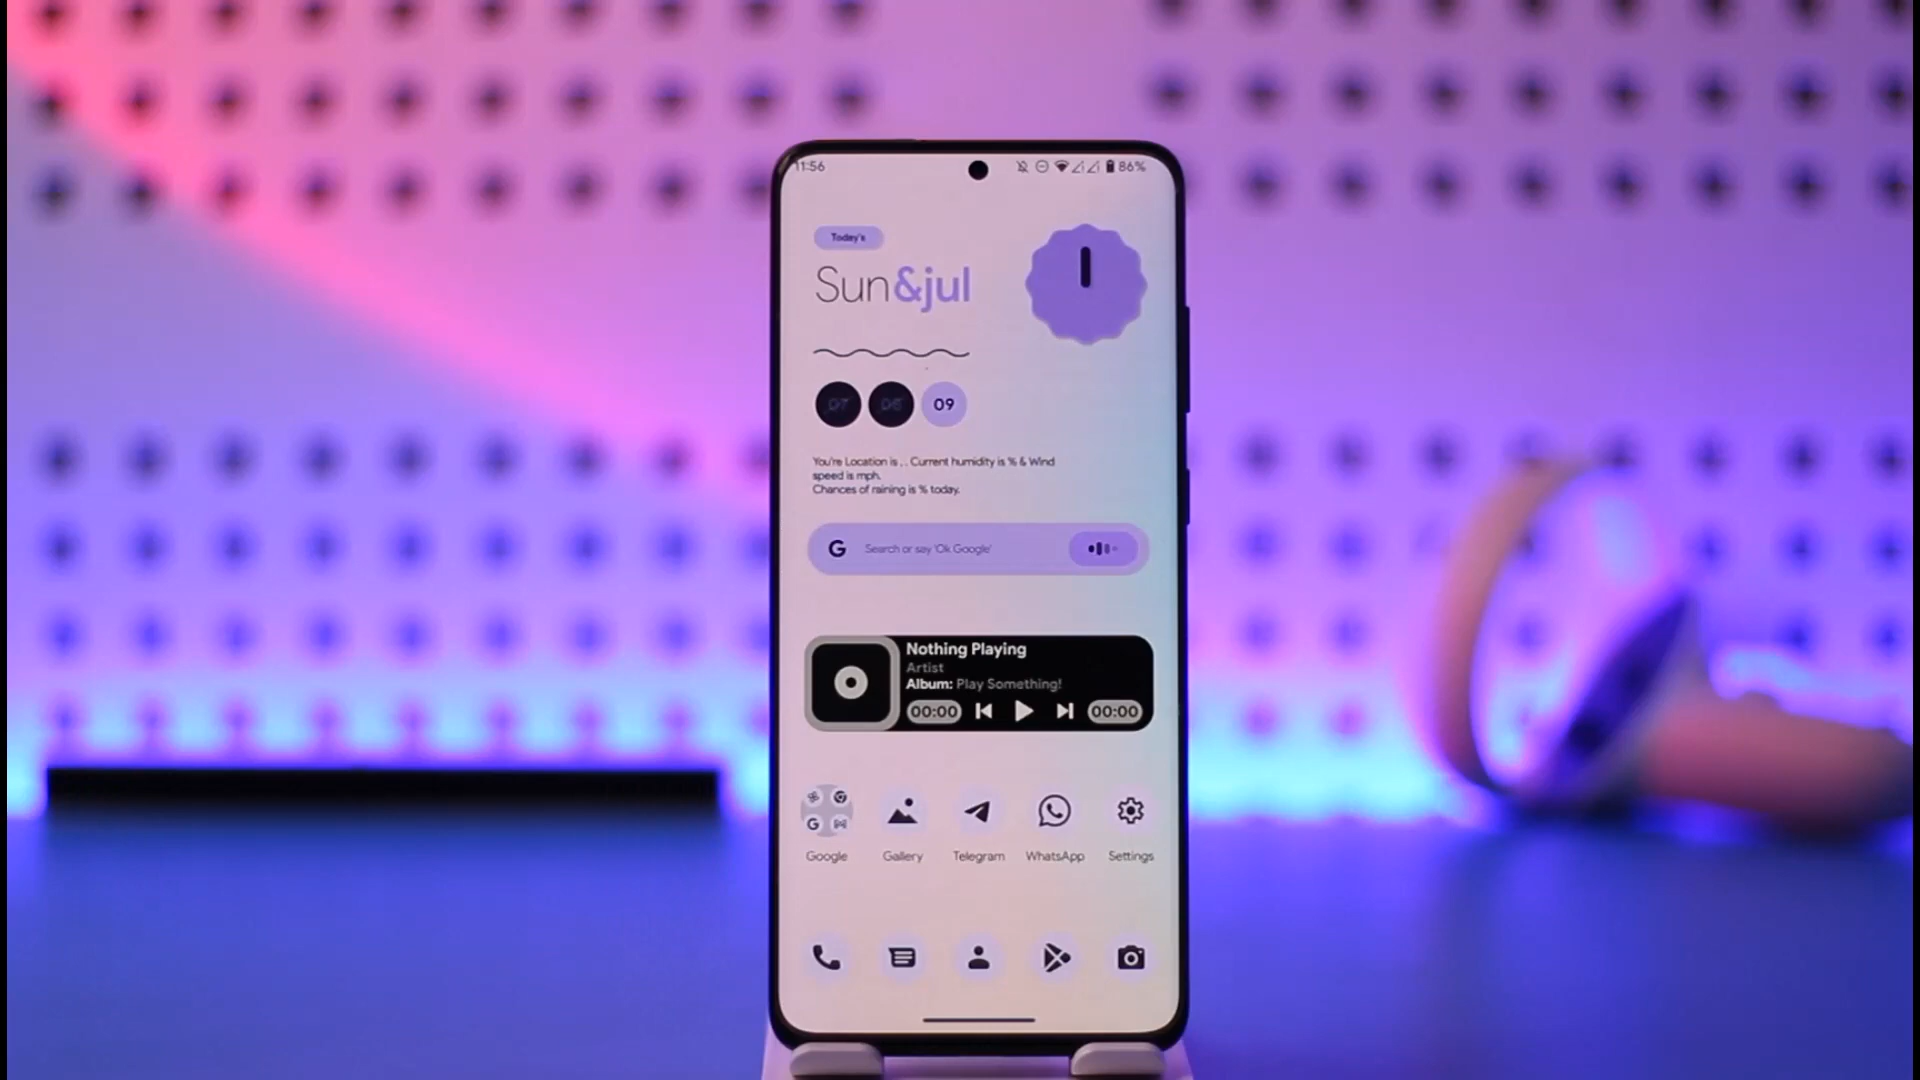 11:56
86%
Today's
Sun&jul
09
You're Location is . . Current humidity is % & Wind
speed is mph.
Chances of raining is % today.
G Search or say 'Ok Google'
Nothing Playing
Artist
Album: Play Something!
00:00 00:00
Google Gallery Telegram WhatsApp Settings